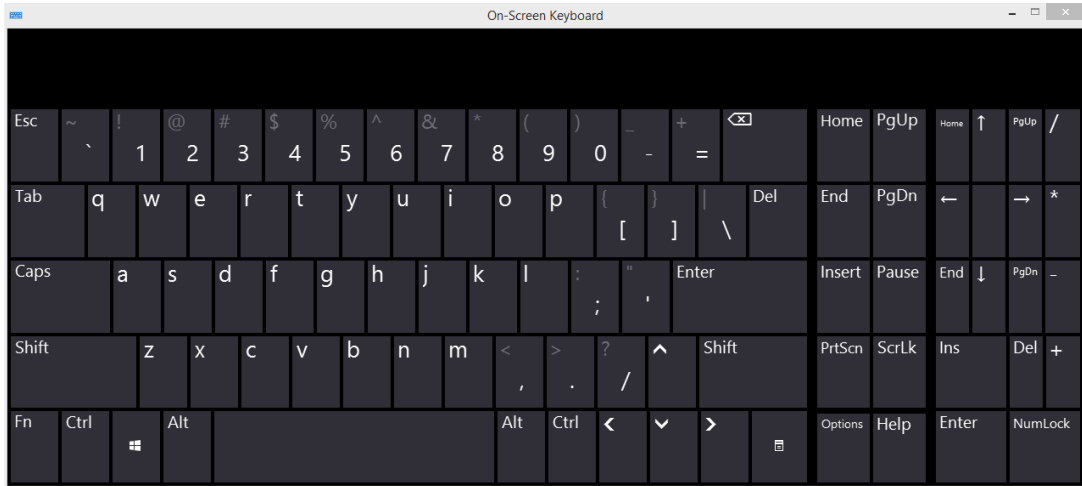 On-Screen Keyboard
Esc ~ ` ! 1 @ 2 # 3 $ 4 % 5 ^ 6 & 7 * 8 ( 9 ) 0 _ - + = Home PgUp Home ↑ PgUp /
Tab q w e r t y u i o p { [ } ] | \ Del End PgDn ← → *
Caps a s d f g h j k l : ; " ' Enter Insert Pause End ↓ PgDn -
Shift z x c v b n m < , > . ? / Shift PrtScn ScrLk Ins Del +
Fn Ctrl Alt Alt Ctrl Options Help Enter NumLock